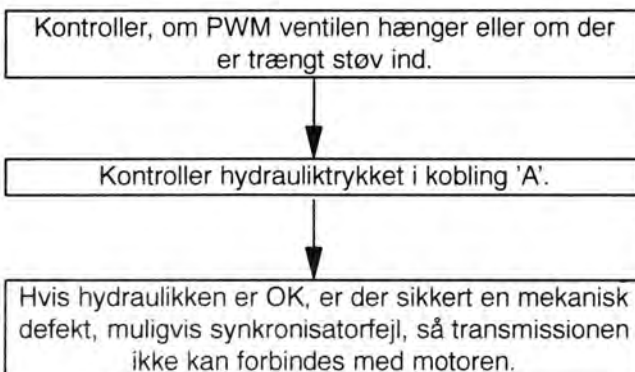 Kontroller, om PWM ventilen hænger eller om der
er trængt støv ind.
Kontroller hydrauliktrykket i kobling 'A'.
Hvis hydraulikken er OK, er der sikkert en mekanisk
defekt, muligvis synkronisatorfejl, så transmissionen
ikke kan forbindes med motoren.